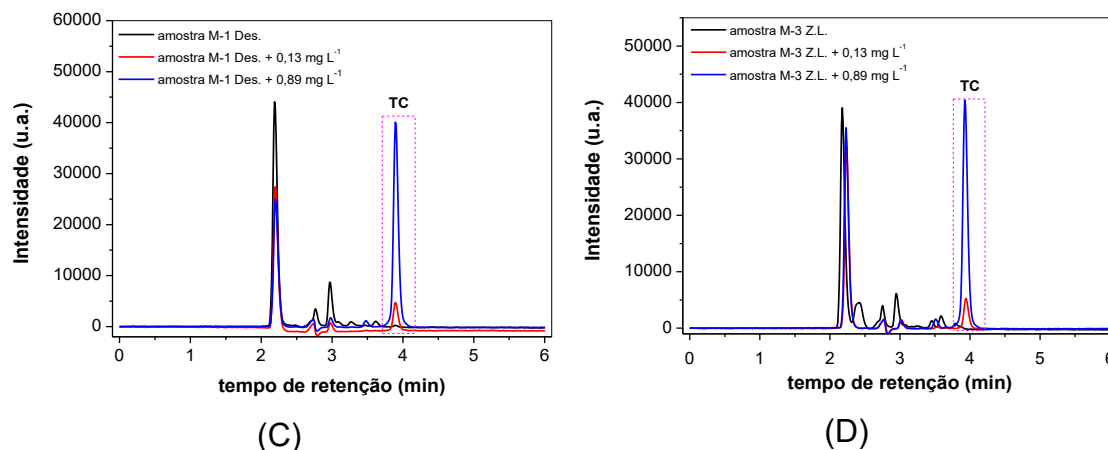 60000
50000
40000
30000
20000
10000
0
Intensidade (u.a.)
amostra M-1 Des.
amostra M-1 Des. + 0,13 mg L⁻¹
amostra M-1 Des. + 0,89 mg L⁻¹
TC
0 1 2 3 4 5 6
tempo de retenção (min)
(C)
50000
40000
30000
20000
10000
0
Intensidade (u.a.)
amostra M-3 Z.L.
amostra M-3 Z.L. + 0,13 mg L⁻¹
amostra M-3 Z.L. + 0,89 mg L⁻¹
TC
0 1 2 3 4 5 6
tempo de retenção (min)
(D)